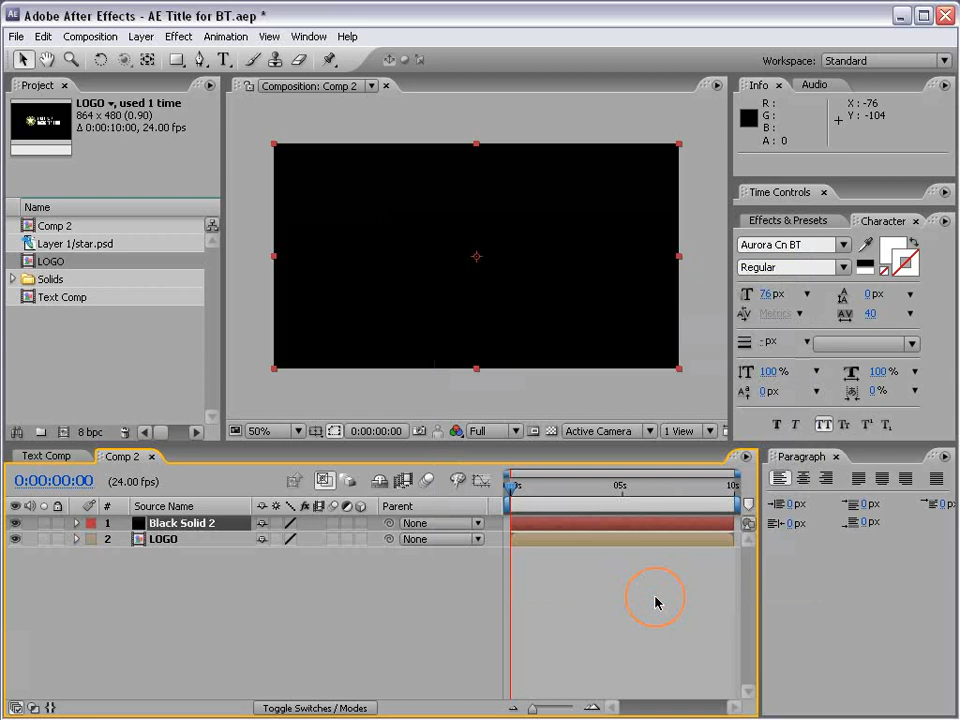 Adobe After Effects - AE Title for BT.aep *
File Edit Composition Layer Effect Animation View Window Help
Workspace: Standard
Project
LOGO, used 1 time
864 x 480 (0.90)
Δ 0:00:10:00, 24.00 fps
Name
Comp 2
Layer 1/star.psd
LOGO
Solids
Text Comp
8 bpc
Composition: Comp 2
50% 0:00:00:00 Full Active Camera 1 View
Info Audio
R : X : -76
G : Y : -104
B :
A : 0
Time Controls
Effects & Presets Character
Aurora Cn BT
Regular
76 px 0 px
Metrics 40
- px
100 % 100 %
0 px 0 %
T T TT Tr T¹ T₁
Text Comp Comp 2
0:00:00:00 (24.00 fps)
05s 10s
# Source Name Parent
1 Black Solid 2 None
2 LOGO None
Toggle Switches / Modes
Paragraph
0 px 0 px 0 px
0 px 0 px